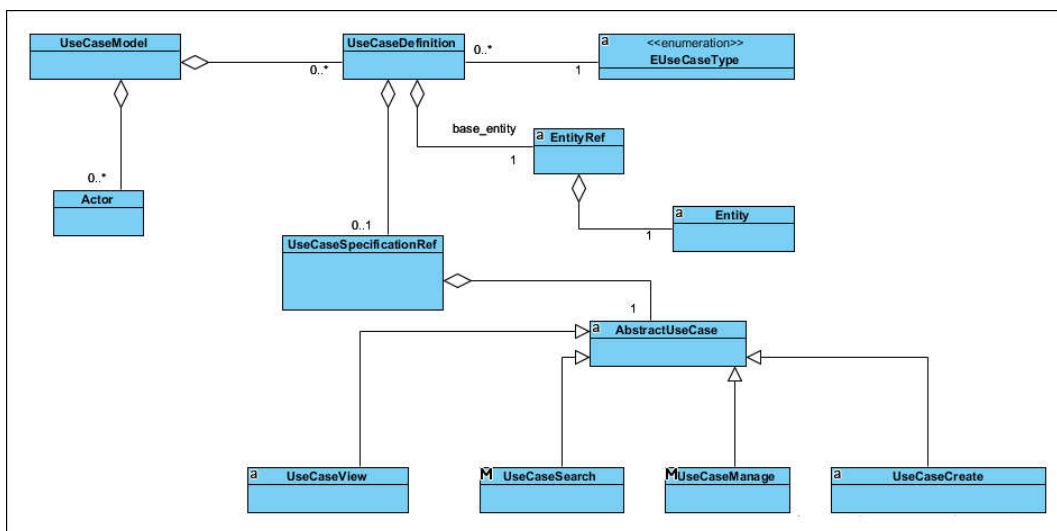 UseCaseModel
UseCaseDefinition
a
<<enumeration>>
EUseCaseType
0..*
0..*
1
base_entity
1
a
EntityRef
0..*
Actor
0..1
a
Entity
1
UseCaseSpecificationRef
1
a
AbstractUseCase
a
UseCaseView
M
UseCaseSearch
M
UseCaseManage
a
UseCaseCreate